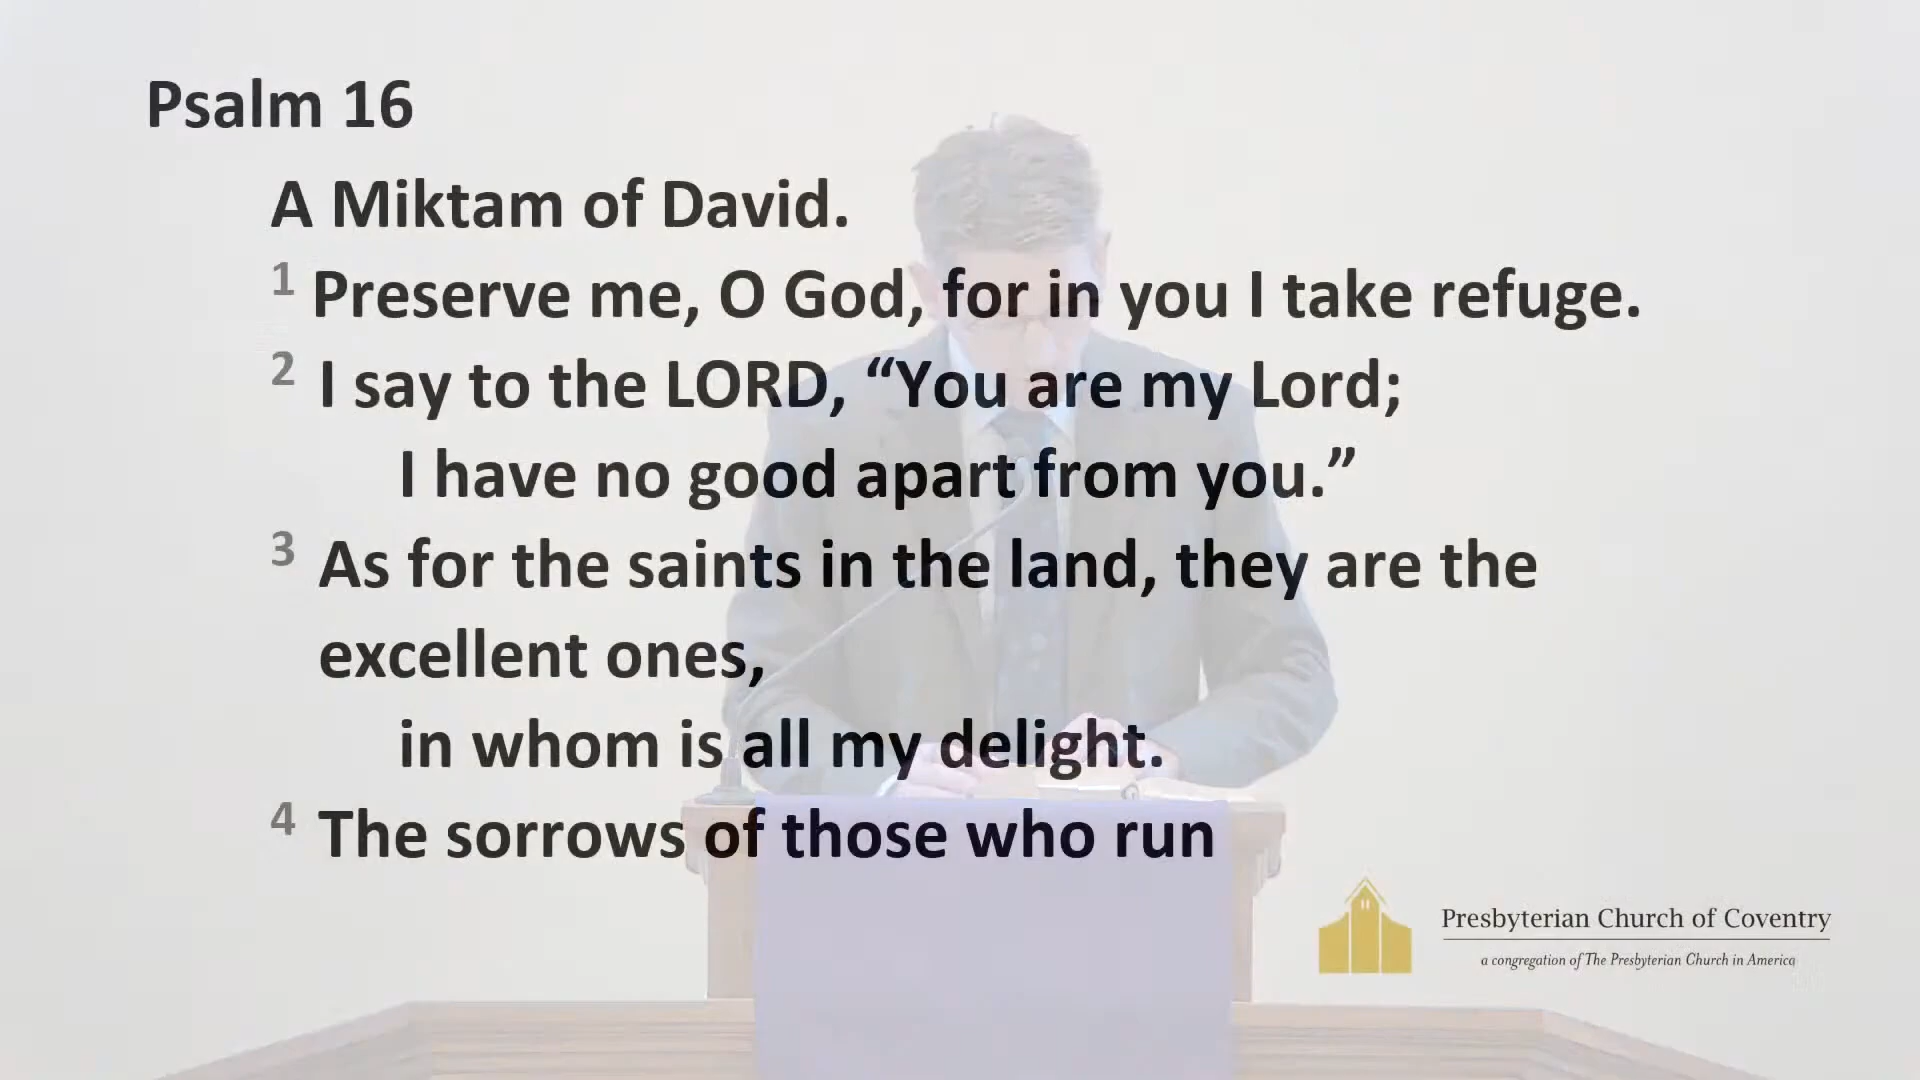 Psalm 16
A Miktam of David.
1 Preserve me, O God, for in you I take refuge.
2 I say to the LORD, “You are my Lord;
I have no good apart from you.”
3 As for the saints in the land, they are the
excellent ones,
in whom is all my delight.
4 The sorrows of those who run
Presbyterian Church of Coventry
a congregation of The Presbyterian Church in America